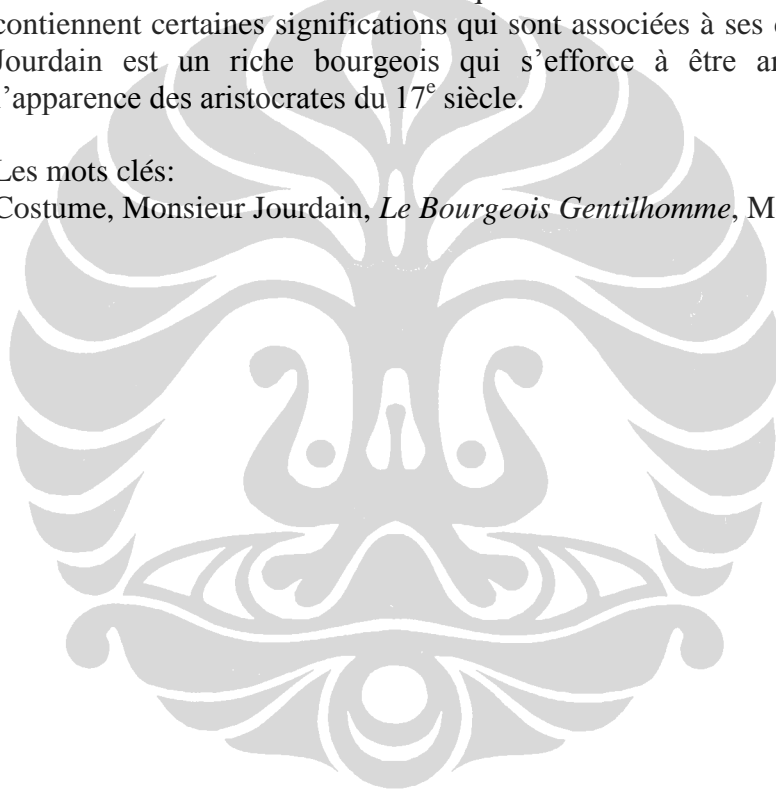 contiennent certaines significations qui sont associées à ses
Jourdain est un riche bourgeois qui s'efforce à être
l'apparence des aristocrates du 17e siècle.
Les mots clés:
Costume, Monsieur Jourdain, Le Bourgeois Gentilhomme,